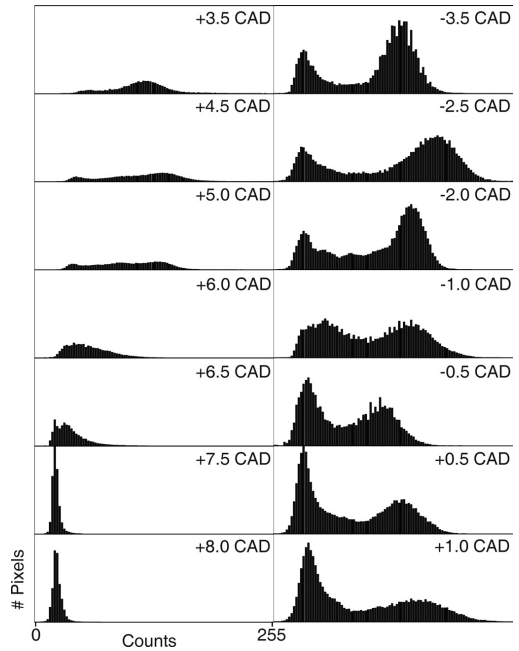 +3.5 CAD
-3.5 CAD
+4.5 CAD
-2.5 CAD
+5.0 CAD
-2.0 CAD
+6.0 CAD
-1.0 CAD
+6.5 CAD
-0.5 CAD
+7.5 CAD
+0.5 CAD
+8.0 CAD
+1.0 CAD
# Pixels
0
255
Counts